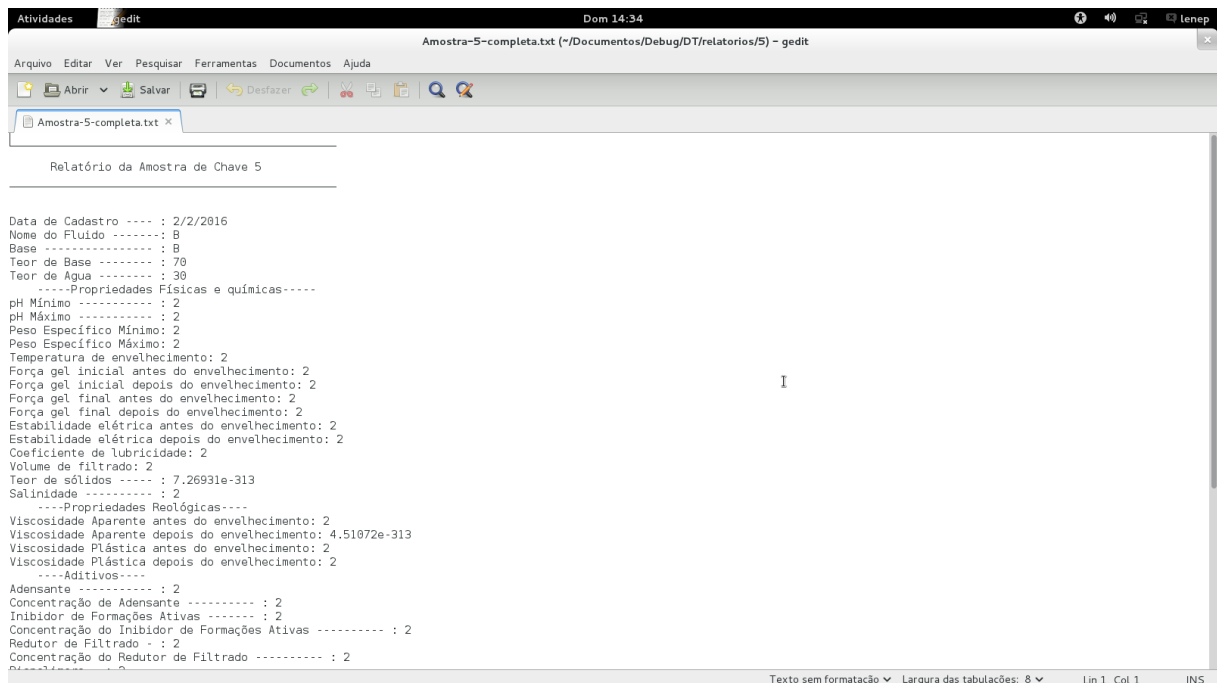 Atividades gedit Dom 14:34 lenep
Amostra-5-completa.txt (~/Documentos/Debug/DT/relatorios/5) - gedit
Arquivo Editar Ver Pesquisar Ferramentas Documentos Ajuda
Abrir Salvar Desfazer
Amostra-5-completa.txt ×
Relatório da Amostra de Chave 5
Data de Cadastro ---- : 2/2/2016
Nome do Fluido -------: B
Base ---------------- : B
Teor de Base -------- : 70
Teor de Agua -------- : 30
-----Propriedades Físicas e químicas-----
pH Mínimo ----------- : 2
pH Máximo ----------- : 2
Peso Específico Mínimo: 2
Peso Específico Máximo: 2
Temperatura de envelhecimento: 2
Força gel inicial antes do envelhecimento: 2
Força gel inicial depois do envelhecimento: 2
Força gel final antes do envelhecimento: 2
Força gel final depois do envelhecimento: 2
Estabilidade elétrica antes do envelhecimento: 2
Estabilidade elétrica depois do envelhecimento: 2
Coeficiente de lubricidade: 2
Volume de filtrado: 2
Teor de sólidos ----- : 7.26931e-313
Salinidade ---------- : 2
----Propriedades Reológicas----
Viscosidade Aparente antes do envelhecimento: 2
Viscosidade Aparente depois do envelhecimento: 4.51072e-313
Viscosidade Plástica antes do envelhecimento: 2
Viscosidade Plástica depois do envelhecimento: 2
----Aditivos----
Adensante ----------- : 2
Concentração de Adensante ---------- : 2
Inibidor de Formações Ativas ------- : 2
Concentração do Inibidor de Formações Ativas ---------- : 2
Redutor de Filtrado - : 2
Concentração do Redutor de Filtrado ---------- : 2
Texto sem formatação Largura das tabulações: 8 Lin 1, Col 1 INS